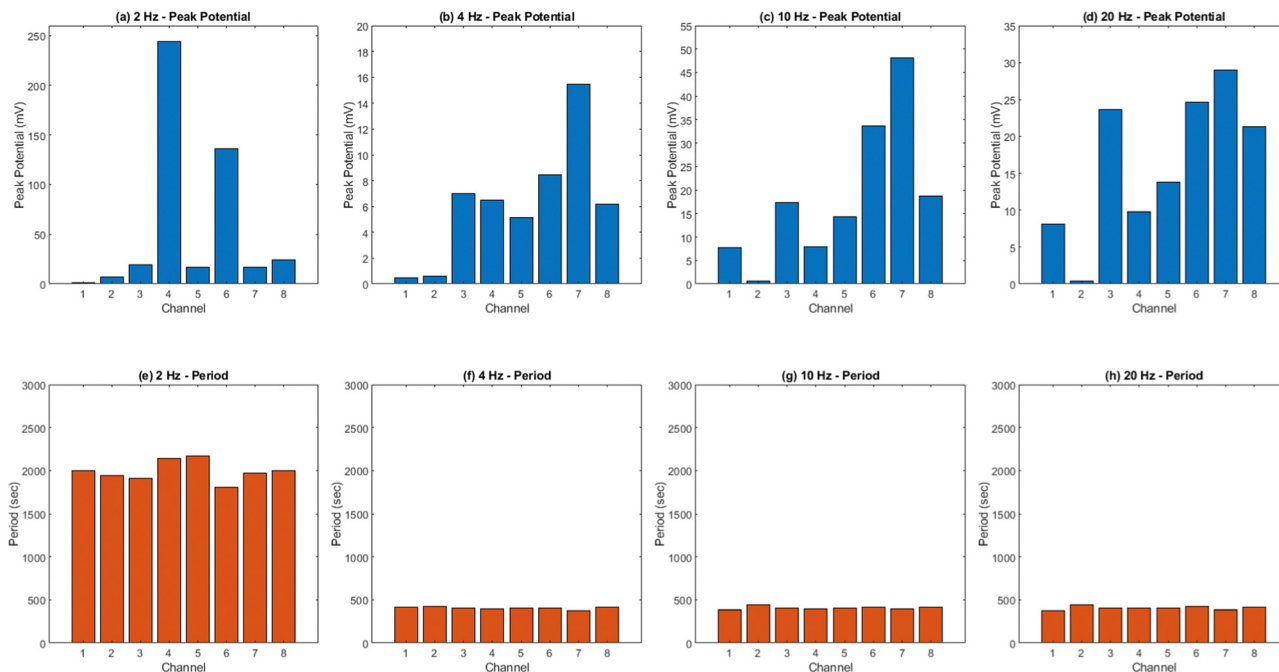 (a) 2 Hz - Peak Potential
250
200
150
100
50
0
Peak Potential (mV)
1 2 3 4 5 6 7 8
Channel
(b) 4 Hz - Peak Potential
20
18
16
14
12
10
8
6
4
2
0
Peak Potential (mV)
1 2 3 4 5 6 7 8
Channel
(c) 10 Hz - Peak Potential
55
50
45
40
35
30
25
20
15
10
5
0
Peak Potential (mV)
1 2 3 4 5 6 7 8
Channel
(d) 20 Hz - Peak Potential
35
30
25
20
15
10
5
0
Peak Potential (mV)
1 2 3 4 5 6 7 8
Channel
(e) 2 Hz - Period
3000
2500
2000
1500
1000
500
0
Period (sec)
1 2 3 4 5 6 7 8
Channel
(f) 4 Hz - Period
3000
2500
2000
1500
1000
500
0
Period (sec)
1 2 3 4 5 6 7 8
Channel
(g) 10 Hz - Period
3000
2500
2000
1500
1000
500
0
Period (sec)
1 2 3 4 5 6 7 8
Channel
(h) 20 Hz - Period
3000
2500
2000
1500
1000
500
0
Period (sec)
1 2 3 4 5 6 7 8
Channel